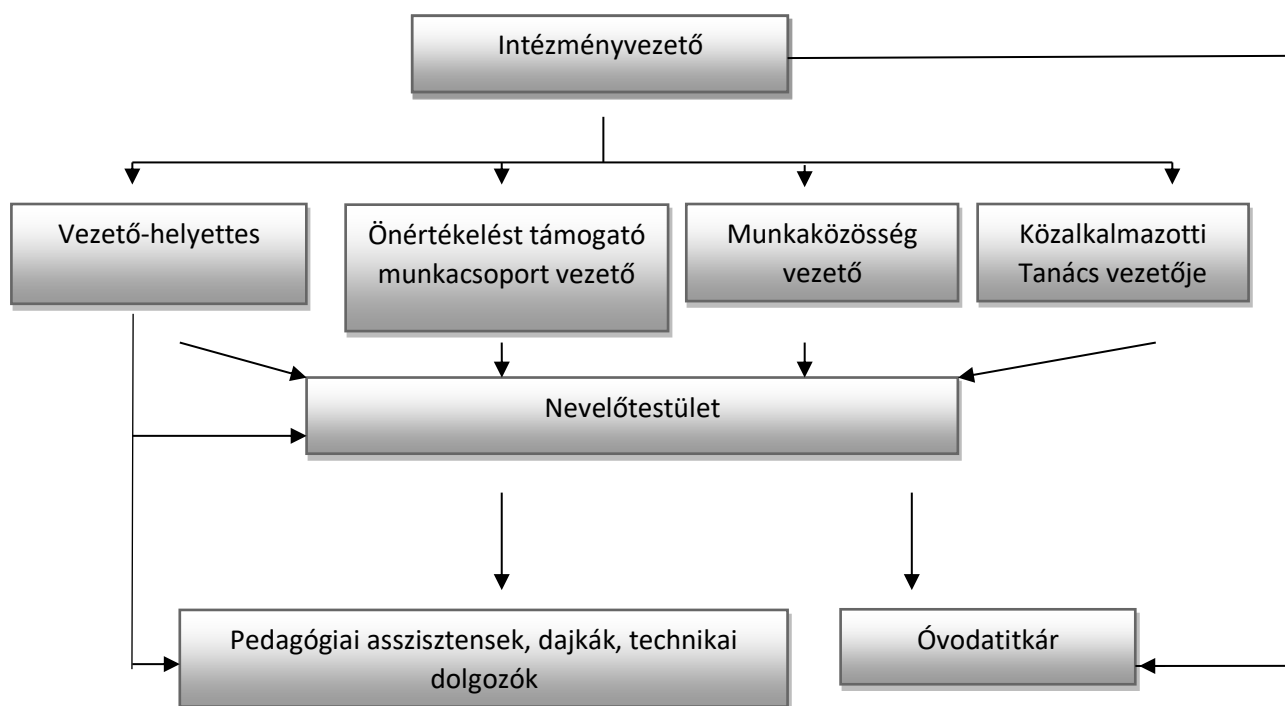 Intézményvezető
Vezető-helyettes
Önértékelést támogató
munkacsoport vezető
Munkaközösség
vezető
Közalkalmazotti
Tanács vezetője
Nevelőtestület
Pedagógiai asszisztensek, dajkák, technikai
dolgozók
Óvodatitkár